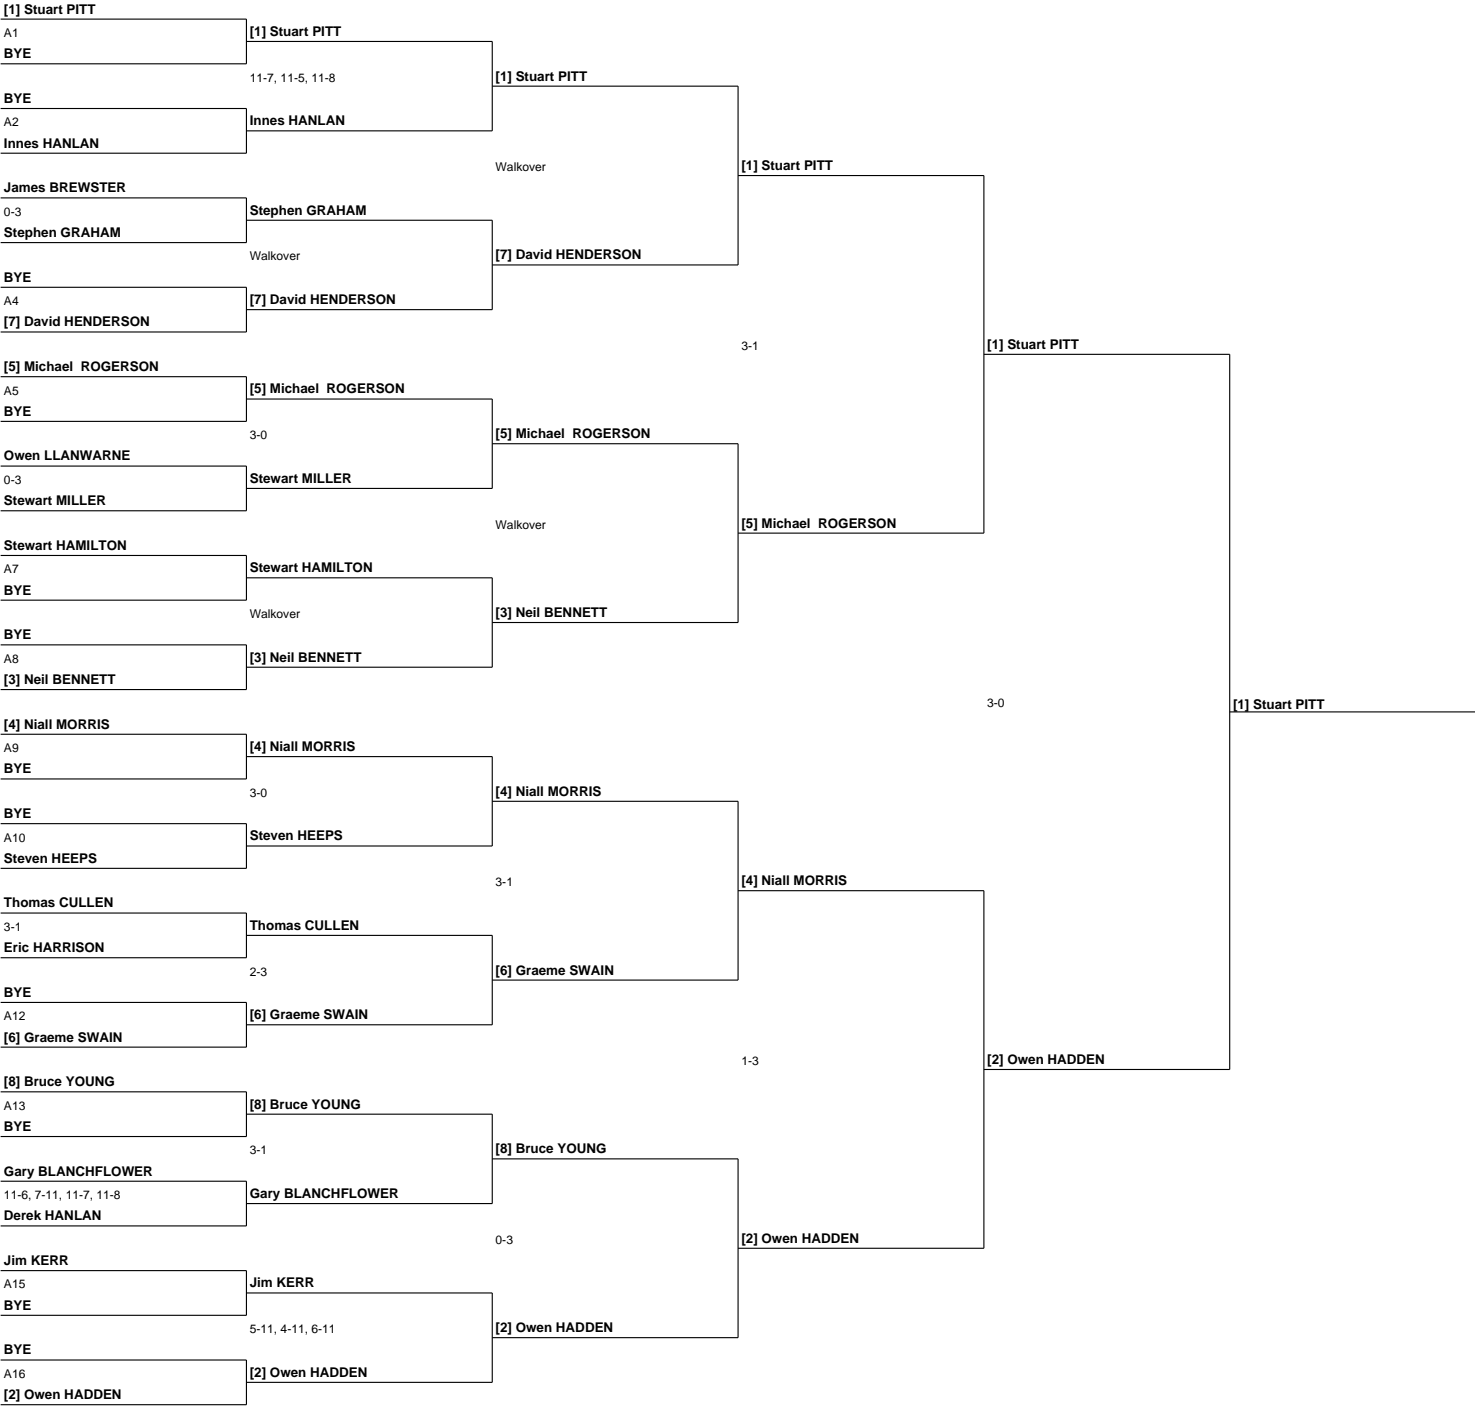 [1] Stuart PITT
A1
BYE
BYE
A2
Innes HANLAN
James BREWSTER
0-3
Stephen GRAHAM
BYE
A4
[7] David HENDERSON
[5] Michael  ROGERSON
A5
BYE
Owen LLANWARNE
0-3
Stewart MILLER
Stewart HAMILTON
A7
BYE
BYE
A8
[3] Neil BENNETT
[4] Niall MORRIS
A9
BYE
BYE
A10
Steven HEEPS
Thomas CULLEN
3-1
Eric HARRISON
BYE
A12
[6] Graeme SWAIN
[8] Bruce YOUNG
A13
BYE
Gary BLANCHFLOWER
11-6, 7-11, 11-7, 11-8
Derek HANLAN
Jim KERR
A15
BYE
BYE
A16
[2] Owen HADDEN
[1] Stuart PITT
11-7, 11-5, 11-8
Innes HANLAN
Stephen GRAHAM
Walkover
[7] David HENDERSON
[5] Michael  ROGERSON
3-0
Stewart MILLER
Stewart HAMILTON
Walkover
[3] Neil BENNETT
[4] Niall MORRIS
3-0
Steven HEEPS
Thomas CULLEN
2-3
[6] Graeme SWAIN
[8] Bruce YOUNG
3-1
Gary BLANCHFLOWER
Jim KERR
5-11, 4-11, 6-11
[2] Owen HADDEN
[1] Stuart PITT
Walkover
[7] David HENDERSON
[5] Michael  ROGERSON
Walkover
[3] Neil BENNETT
[4] Niall MORRIS
3-1
[6] Graeme SWAIN
[8] Bruce YOUNG
0-3
[2] Owen HADDEN
[1] Stuart PITT
3-1
[5] Michael  ROGERSON
[4] Niall MORRIS
1-3
[2] Owen HADDEN
[1] Stuart PITT
3-0
[2] Owen HADDEN
[1] Stuart PITT